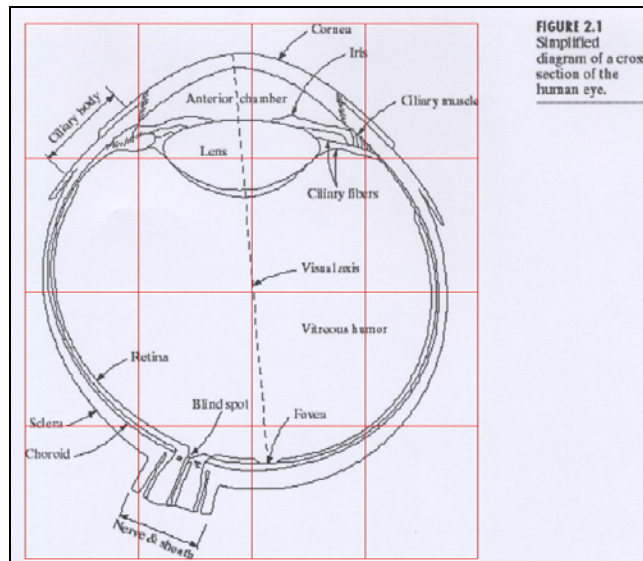 FIGURE 2.1
Simplified
diagram of a cross
section of the
human eye.
Cornea
Iris
Ciliary body
Anterior chamber
Ciliary muscle
Lens
Ciliary fibers
Visual axis
Vitreous humor
Retina
Blind spot
Fovea
Sclera
Choroid
Nerve & sheath